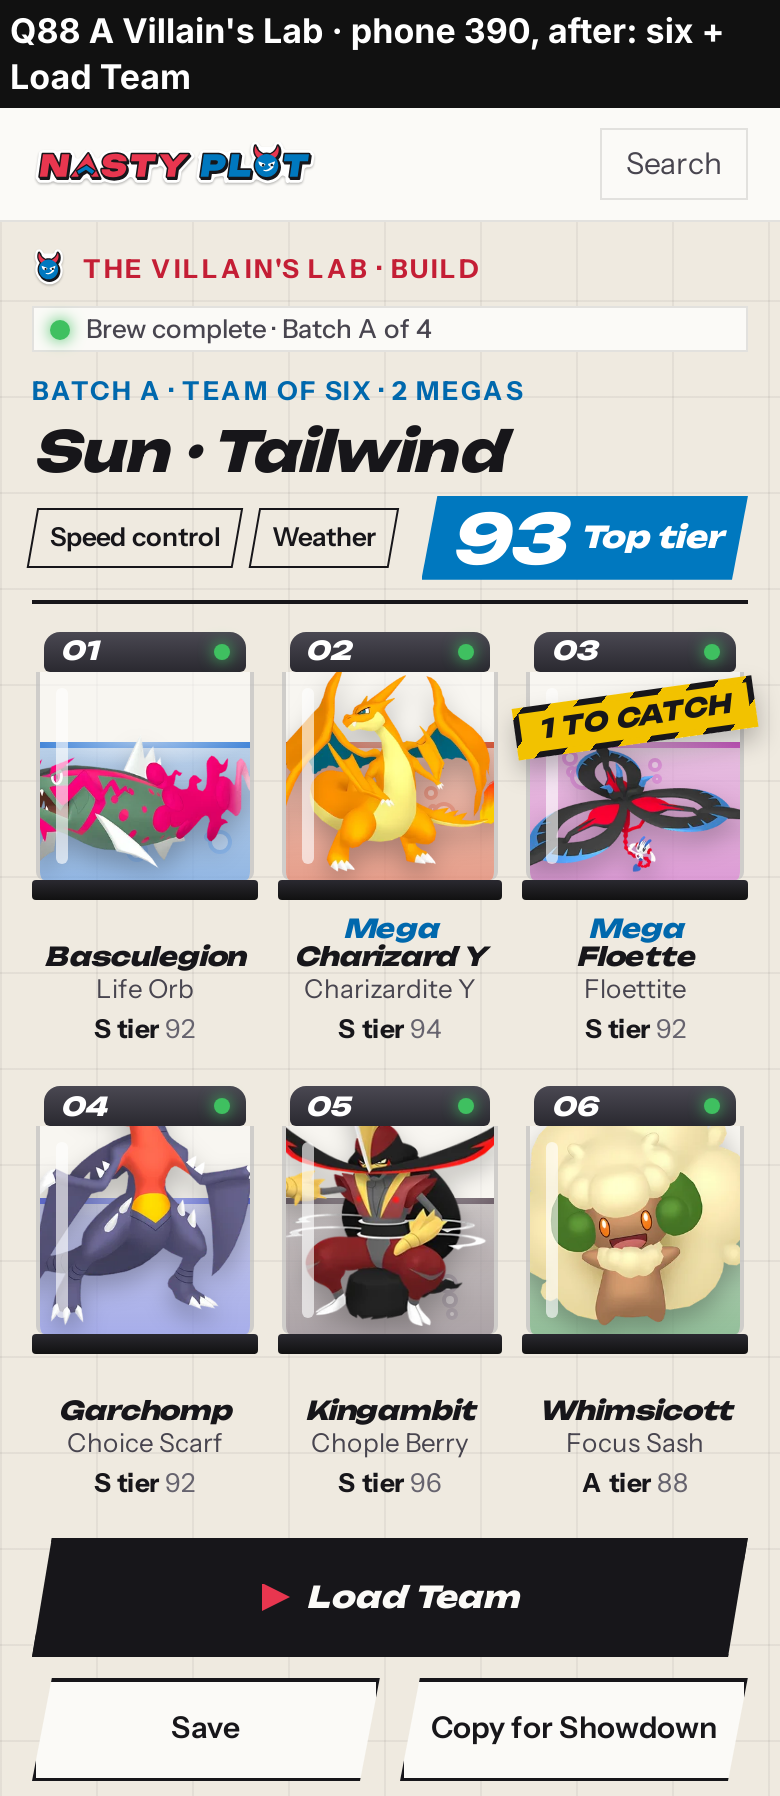 Q88 A Villain's Lab · phone 390, after: six +
Load Team
NASTY PLOT
Search
THE VILLAIN'S LAB · BUILD
Brew complete · Batch A of 4
BATCH A · TEAM OF SIX · 2 MEGAS
Sun · Tailwind
Speed control
Weather
93 Top tier
01
02
03
1 TO CATCH
Basculegion
Life Orb
S tier 92
Mega
Charizard Y
Charizardite Y
S tier 94
Mega
Floette
Floettite
S tier 92
04
05
06
Garchomp
Choice Scarf
S tier 92
Kingambit
Chople Berry
S tier 96
Whimsicott
Focus Sash
A tier 88
Load Team
Save
Copy for Showdown